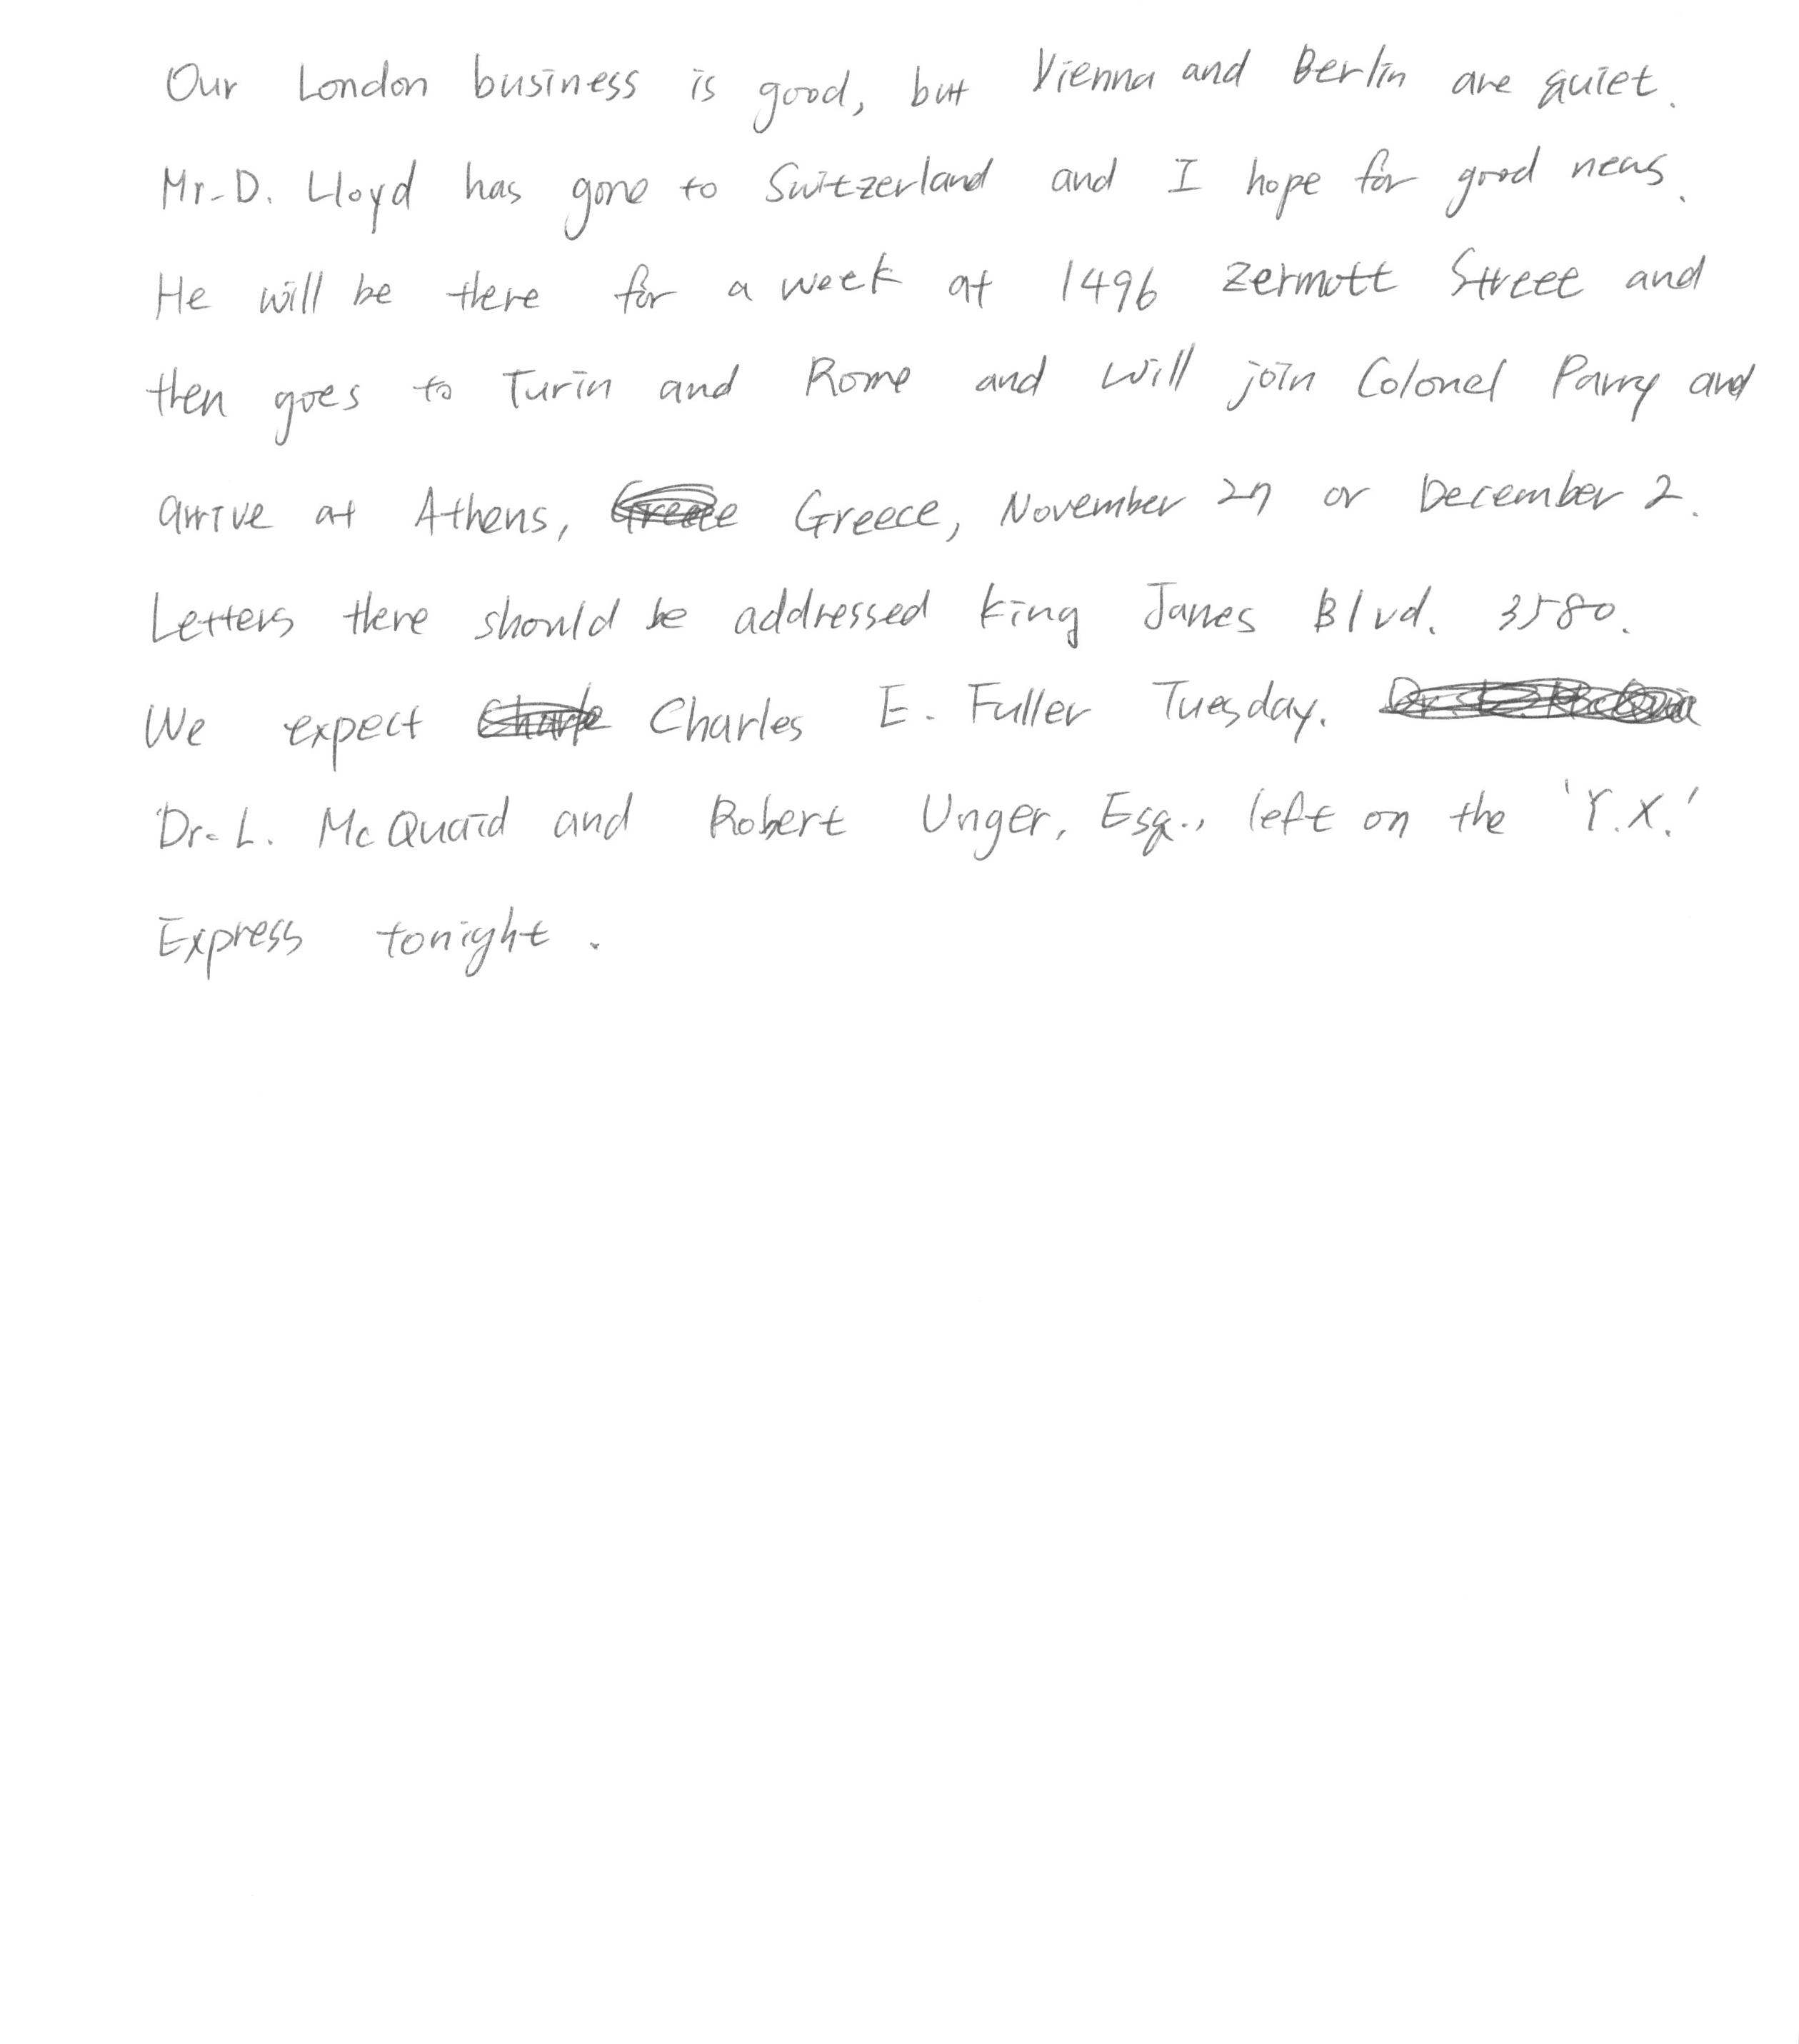 Our London business is good, but Vienna and Berlin are quiet.
Mr. D. Lloyd has gone to Switzerland and I hope for good news.
He will be there for a week at 1496 Zermott Street and
then goes to Turin and Rome and will join Colonel Parry and
arrive at Athens, Greece, November 27 or December 2.
Letters there should be addressed King James Blvd. 3580.
We expect Charles E. Fuller Tuesday.
Dr. L. McQuaid and Robert Unger, Esq., left on the 'Y.X.'
Express tonight.